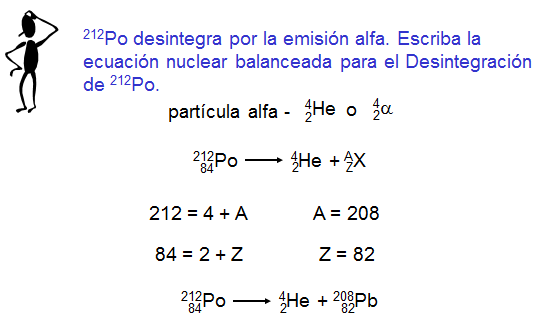 ²¹²Po desintegra por la emisión alfa. Escriba la
ecuación nuclear balanceada para el Desintegración
de ²¹²Po.
partícula alfa - ⁴₂He o ⁴₂α
²¹²₈₄Po ⟶ ⁴₂He + ᴬ_ZX
212 = 4 + A A = 208
84 = 2 + Z Z = 82
²¹²₈₄Po ⟶ ⁴₂He + ²⁰⁸₈₂Pb